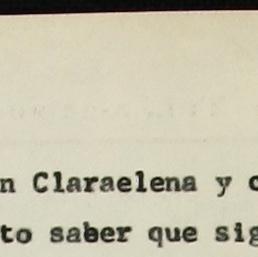 n Claraelena y
to saber que sig